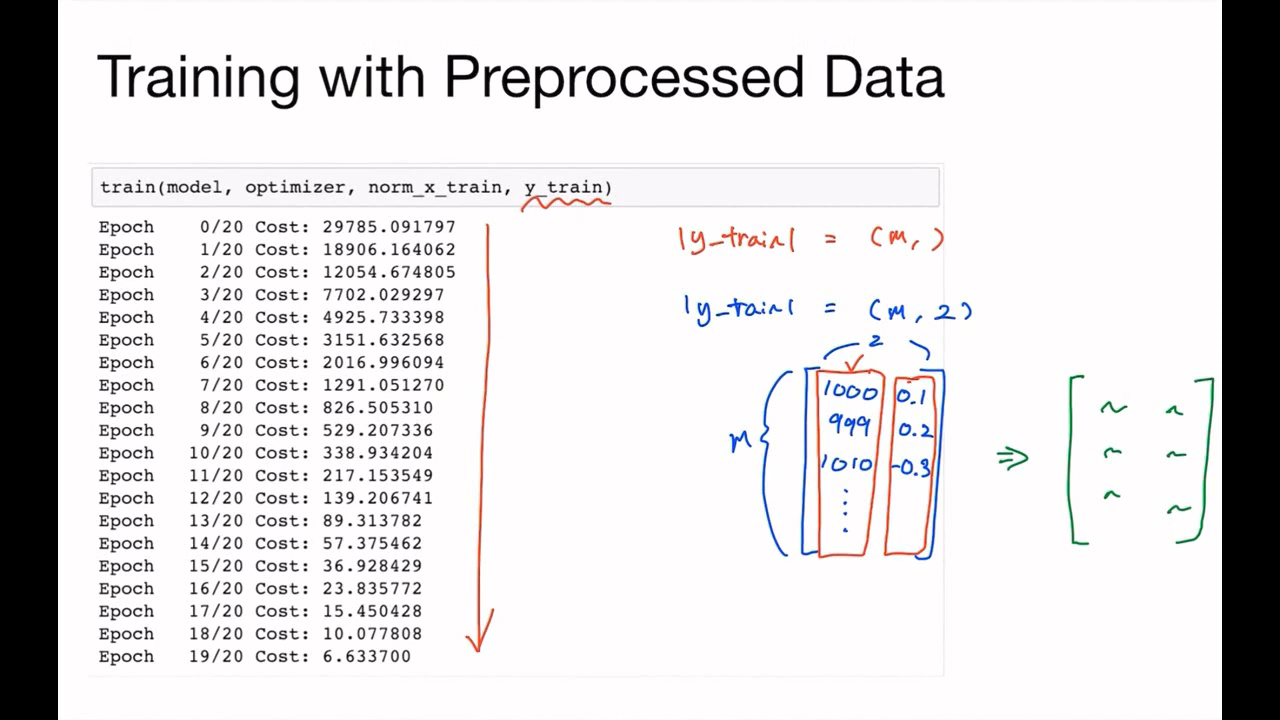 Training with Preprocessed Data
train(model, optimizer, norm_x_train, y_train)
Epoch 0/20 Cost: 29785.091797
Epoch 1/20 Cost: 18906.164062
Epoch 2/20 Cost: 12054.674805
Epoch 3/20 Cost: 7702.029297
Epoch 4/20 Cost: 4925.733398
Epoch 5/20 Cost: 3151.632568
Epoch 6/20 Cost: 2016.996094
Epoch 7/20 Cost: 1291.051270
Epoch 8/20 Cost: 826.505310
Epoch 9/20 Cost: 529.207336
Epoch 10/20 Cost: 338.934204
Epoch 11/20 Cost: 217.153549
Epoch 12/20 Cost: 139.206741
Epoch 13/20 Cost: 89.313782
Epoch 14/20 Cost: 57.375462
Epoch 15/20 Cost: 36.928429
Epoch 16/20 Cost: 23.835772
Epoch 17/20 Cost: 15.450428
Epoch 18/20 Cost: 10.077808
Epoch 19/20 Cost: 6.633700
|y_train| = (m, )
|y_train| = (m, 2)
2
1000 0.1
999 0.2
m
1010 -0.3
⇒
~ ~
~ ~
~ ~